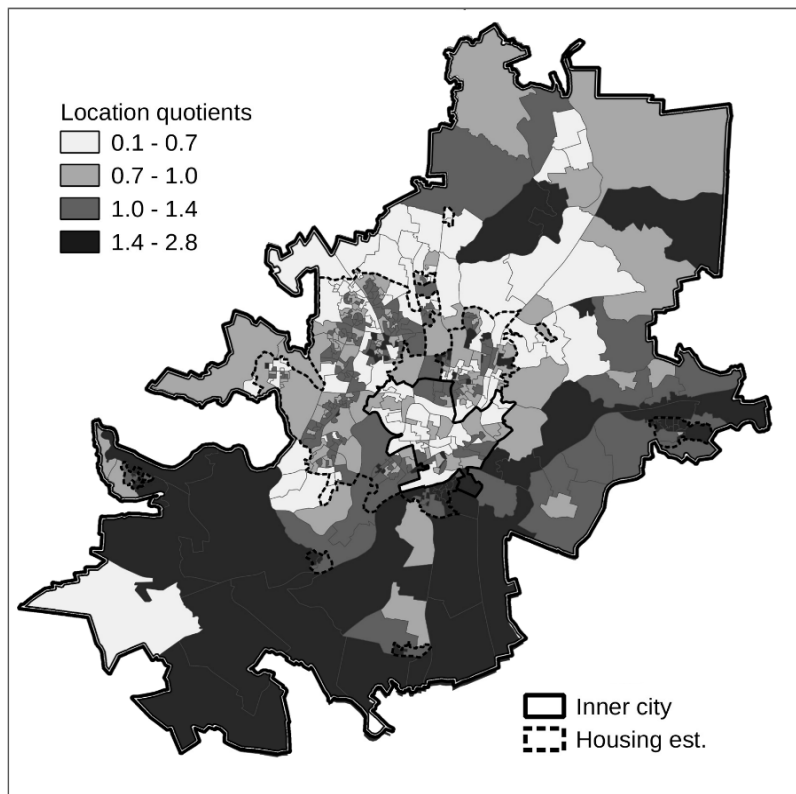 Location quotients
0.1 - 0.7
0.7 - 1.0
1.0 - 1.4
1.4 - 2.8
Inner city
Housing est.